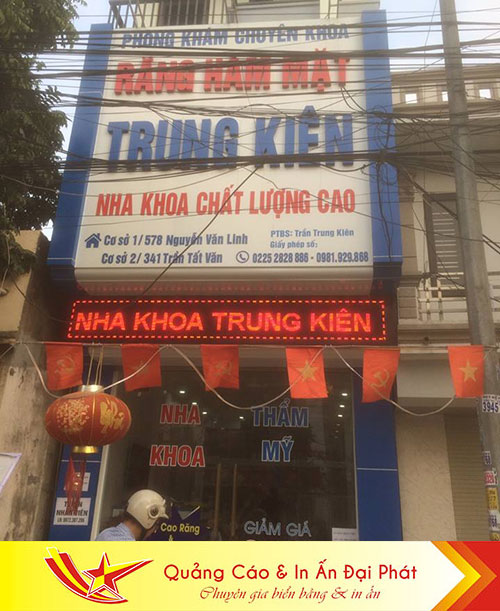 PHÒNG KHÁM CHUYÊN KHOA
RĂNG HÀM MẶT
TRUNG KIÊN
NHA KHOA CHẤT LƯỢNG CAO
Cơ sở 1/ 578 Nguyễn Văn Linh
PTBS: Trần Trung Kiên
Giấy phép số:
Cơ sở 2/ 341 Trần Tất Văn
0225 2828 886 - 0981.929.868
NHA KHOA TRUNG KIÊN
NHA
KHOA
THẨM
MỸ
Cạo Răng
GIẢM GIÁ
3945
Quảng Cáo & In Ấn Đại Phát
Chuyên gia biển bảng & in ấn